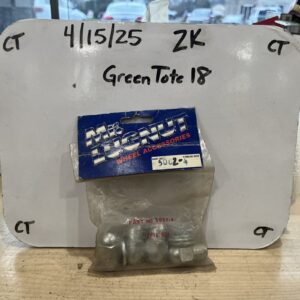 CT
4/15/25 2K
CT
Green Tote 18
MR.
LUGNUT
WHEEL ACCESSORIES
5002-4
CT
CT